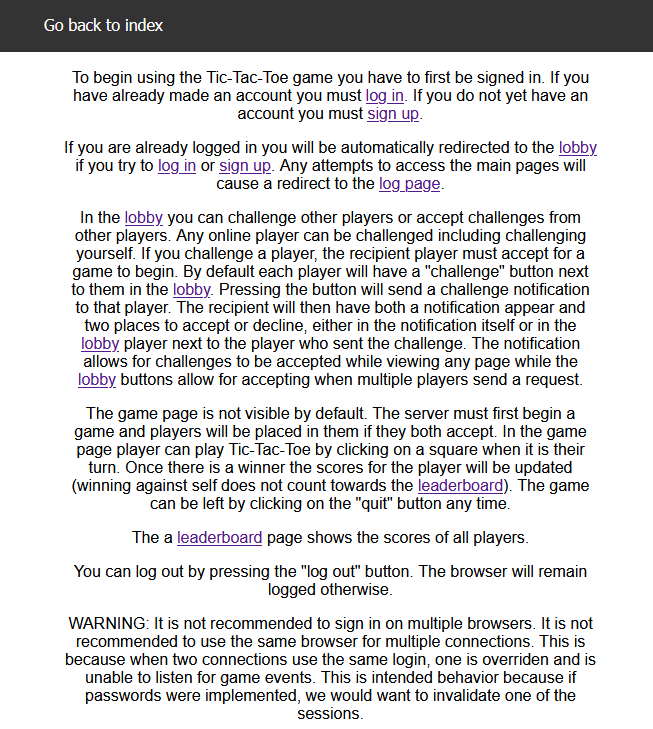 Go back to index
To begin using the Tic-Tac-Toe game you have to first be signed in. If you
have already made an account you must log in. If you do not yet have an
account you must sign up.
If you are already logged in you will be automatically redirected to the lobby
if you try to log in or sign up. Any attempts to access the main pages will
cause a redirect to the log page.
In the lobby you can challenge other players or accept challenges from
other players. Any online player can be challenged including challenging
yourself. If you challenge a player, the recipient player must accept for a
game to begin. By default each player will have a "challenge" button next
to them in the lobby. Pressing the button will send a challenge notification
to that player. The recipient will then have both a notification appear and
two places to accept or decline, either in the notification itself or in the
lobby player next to the player who sent the challenge. The notification
allows for challenges to be accepted while viewing any page while the
lobby buttons allow for accepting when multiple players send a request.
The game page is not visible by default. The server must first begin a
game and players will be placed in them if they both accept. In the game
page player can play Tic-Tac-Toe by clicking on a square when it is their
turn. Once there is a winner the scores for the player will be updated
(winning against self does not count towards the leaderboard). The game
can be left by clicking on the "quit" button any time.
The a leaderboard page shows the scores of all players.
You can log out by pressing the "log out" button. The browser will remain
logged otherwise.
WARNING: It is not recommended to sign in on multiple browsers. It is not
recommended to use the same browser for multiple connections. This is
because when two connections use the same login, one is overriden and is
unable to listen for game events. This is intended behavior because if
passwords were implemented, we would want to invalidate one of the
sessions.